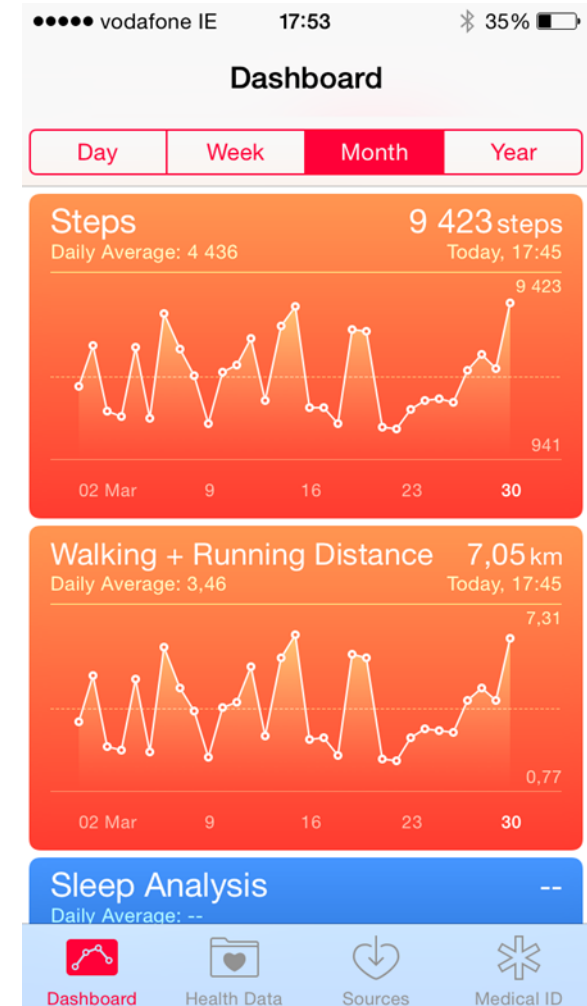 vodafone IE 17:53 35%
Dashboard
Day Week Month Year
Steps 9 423 steps
Daily Average: 4 436 Today, 17:45
9 423
941
02 Mar 9 16 23 30
Walking + Running Distance 7,05 km
Daily Average: 3,46 Today, 17:45
7,31
0,77
02 Mar 9 16 23 30
Sleep Analysis --
Daily Average: --
Dashboard Health Data Sources Medical ID